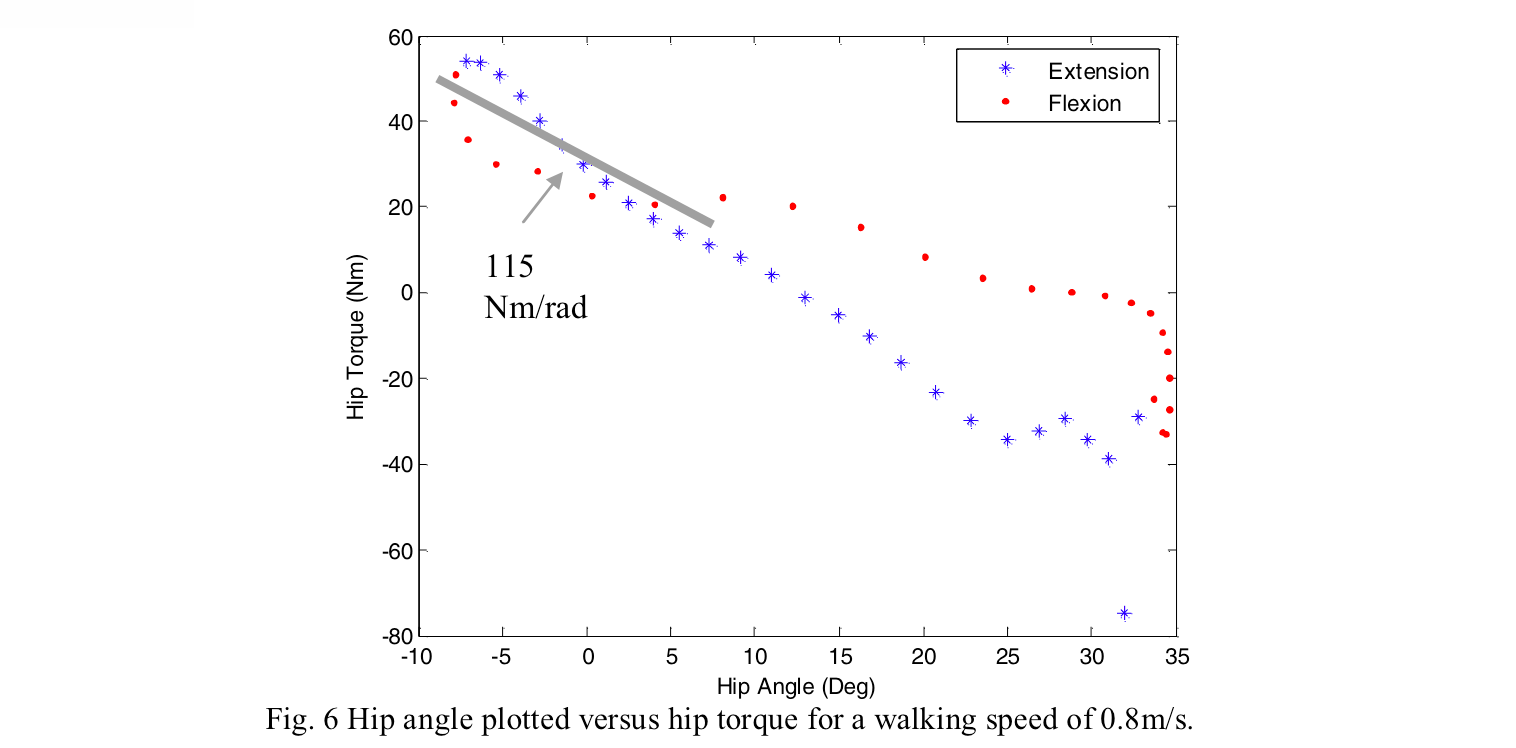 60
40
20
0
-20
-40
-60
-80
Hip Torque (Nm)
Extension
Flexion
115
Nm/rad
-10 -5 0 5 10 15 20 25 30 35
Hip Angle (Deg)
Fig. 6 Hip angle plotted versus hip torque for a walking speed of 0.8m/s.